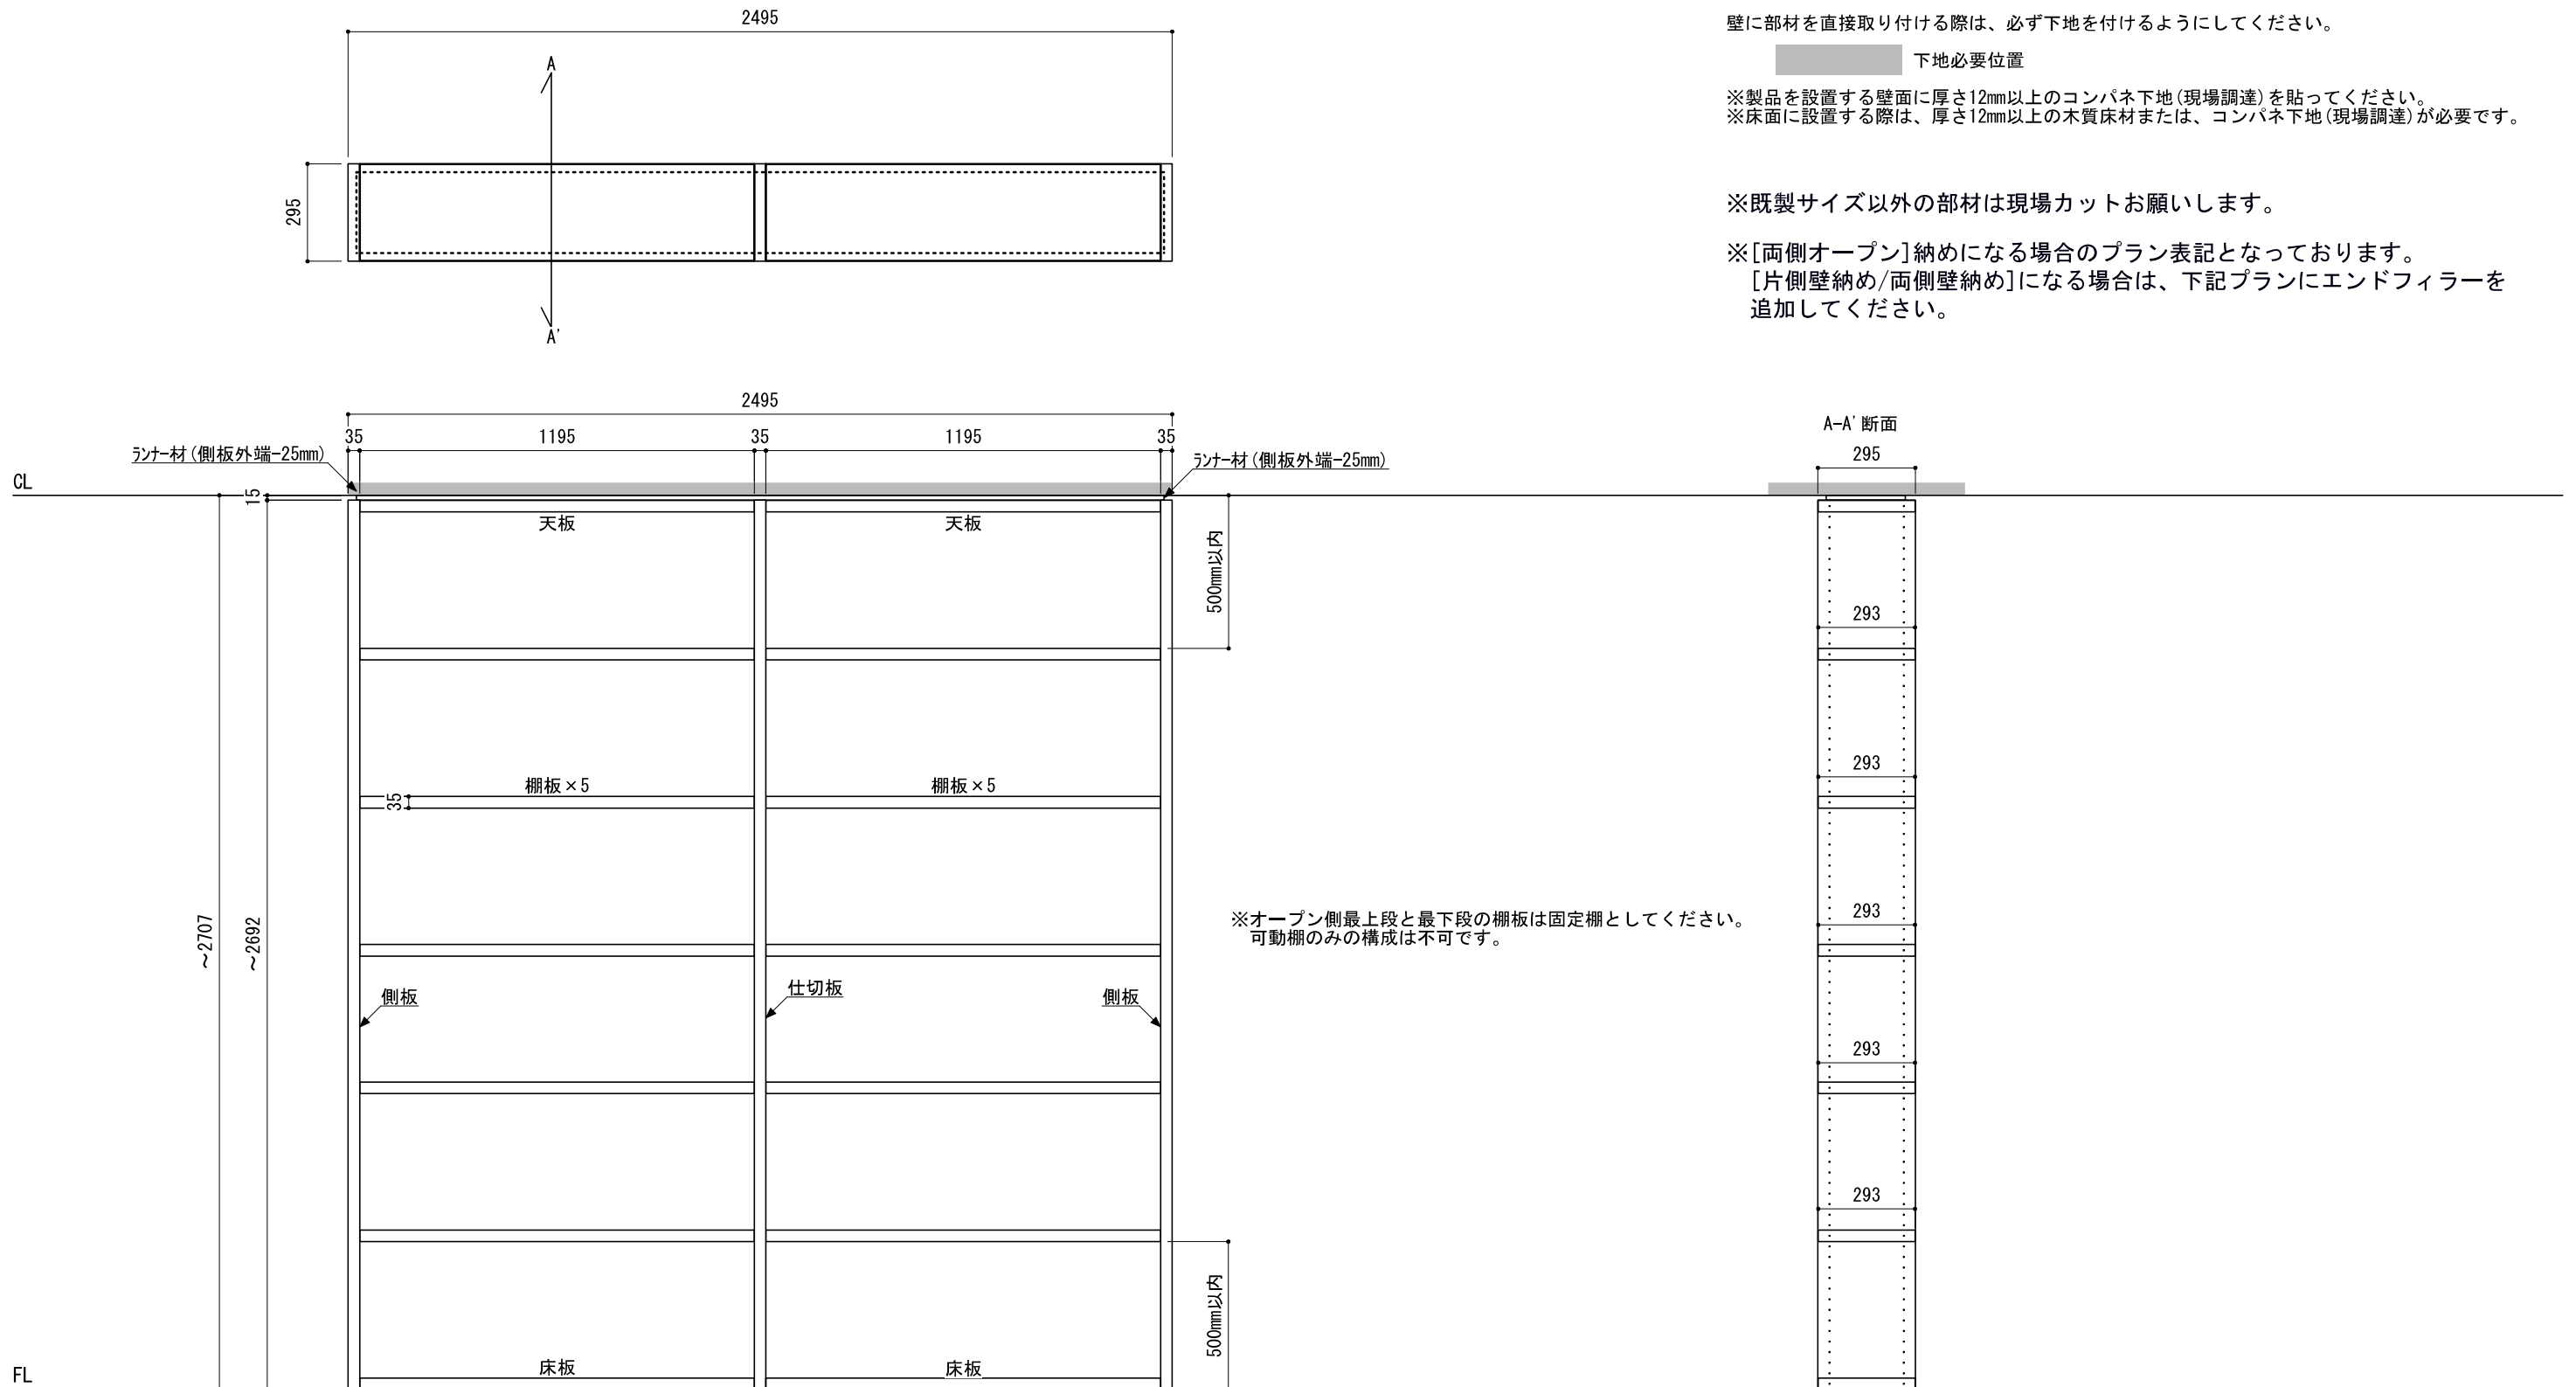 2495
A
295
A'
壁に部材を直接取り付ける際は、必ず下地を付けるようにしてください。
下地必要位置
※製品を設置する壁面に厚さ12mm以上のコンパネ下地(現場調達)を貼ってください。
※床面に設置する際は、厚さ12mm以上の木質床材または、コンパネ下地(現場調達)が必要です。
※既製サイズ以外の部材は現場カットお願いします。
※[両側オープン]納めになる場合のプラン表記となっております。
[片側壁納め/両側壁納め]になる場合は、下記プランにエンドフィラーを
追加してください。
2495
35 1195 35 1195 35
ﾗﾝﾅｰ材(側板外端-25mm)
ﾗﾝﾅｰ材(側板外端-25mm)
A-A' 断面
295
CL
15
天板 天板
500mm以内
293
293
棚板×5 棚板×5
35
293
※オープン側最上段と最下段の棚板は固定棚としてください。
可動棚のみの構成は不可です。
~2707
~2692
側板
仕切板
側板
293
293
500mm以内
床板 床板
FL